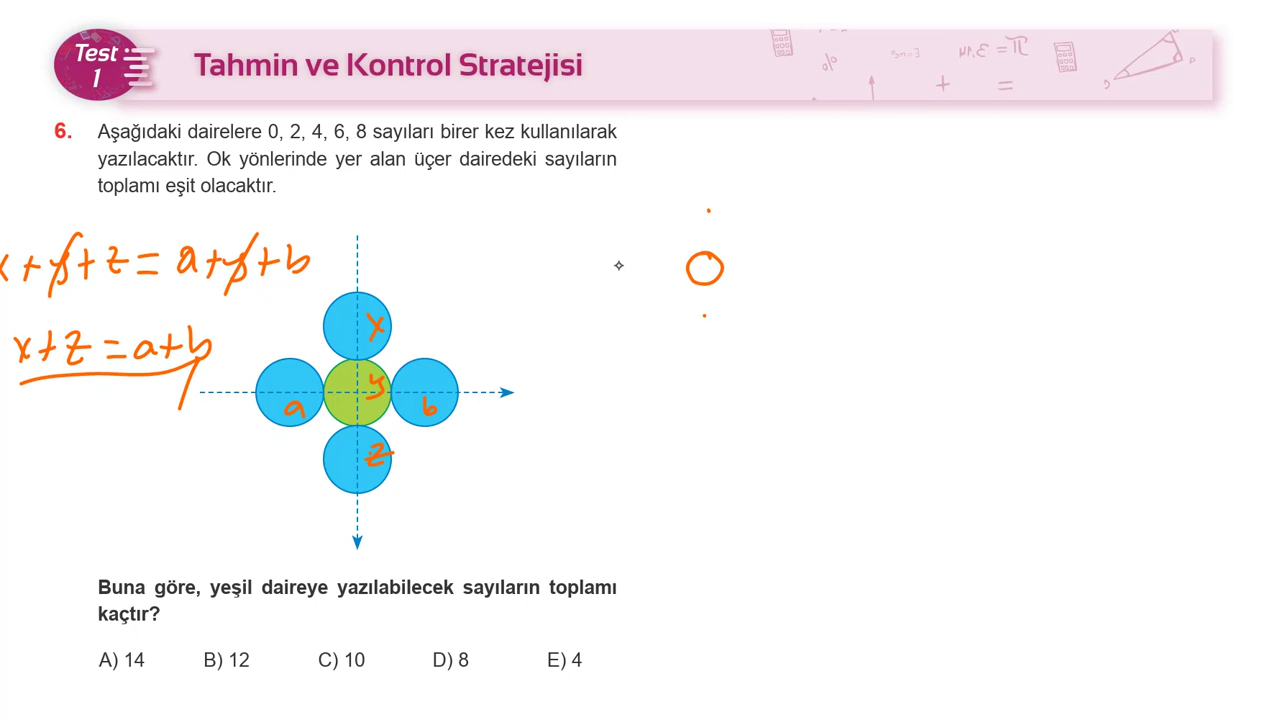 Test
1
Tahmin ve Kontrol Stratejisi
% 5n=3 μ,ε = π
+ =
6. Aşağıdaki dairelere 0, 2, 4, 6, 8 sayıları birer kez kullanılarak
yazılacaktır. Ok yönlerinde yer alan üçer dairedeki sayıların
toplamı eşit olacaktır.
x+y+z=a+y+b
x+z=a+b
x
a y b
z
Buna göre, yeşil daireye yazılabilecek sayıların toplamı
kaçtır?
A) 14 B) 12 C) 10 D) 8 E) 4